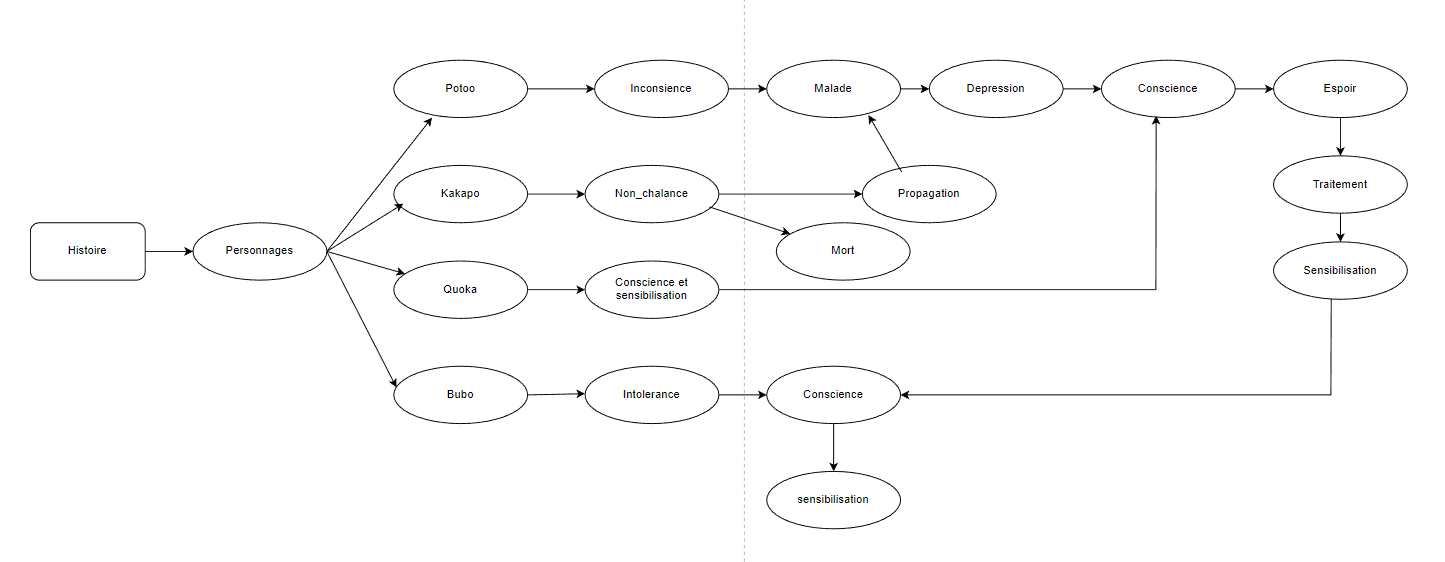 Potoo
Inconsience
Malade
Depression
Conscience
Espoir
Kakapo
Non_chalance
Propagation
Traitement
Histoire
Personnages
Mort
Quoka
Conscience et
sensibilisation
Sensibilisation
Bubo
Intolerance
Conscience
sensibilisation